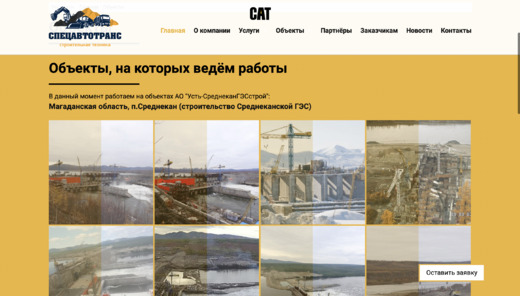 CAT
СПЕЦАВТОТРАНС
Строительная техника
Главная О компании Услуги Объекты Партнёры Заказчикам Новости Контакты
Объекты, на которых ведём работы
В данный момент работаем на объектах АО "Усть-СреднеканГЭСстрой":
Магаданская область, п.Среднекан (строительство Среднеканской ГЭС)
Оставить заявку